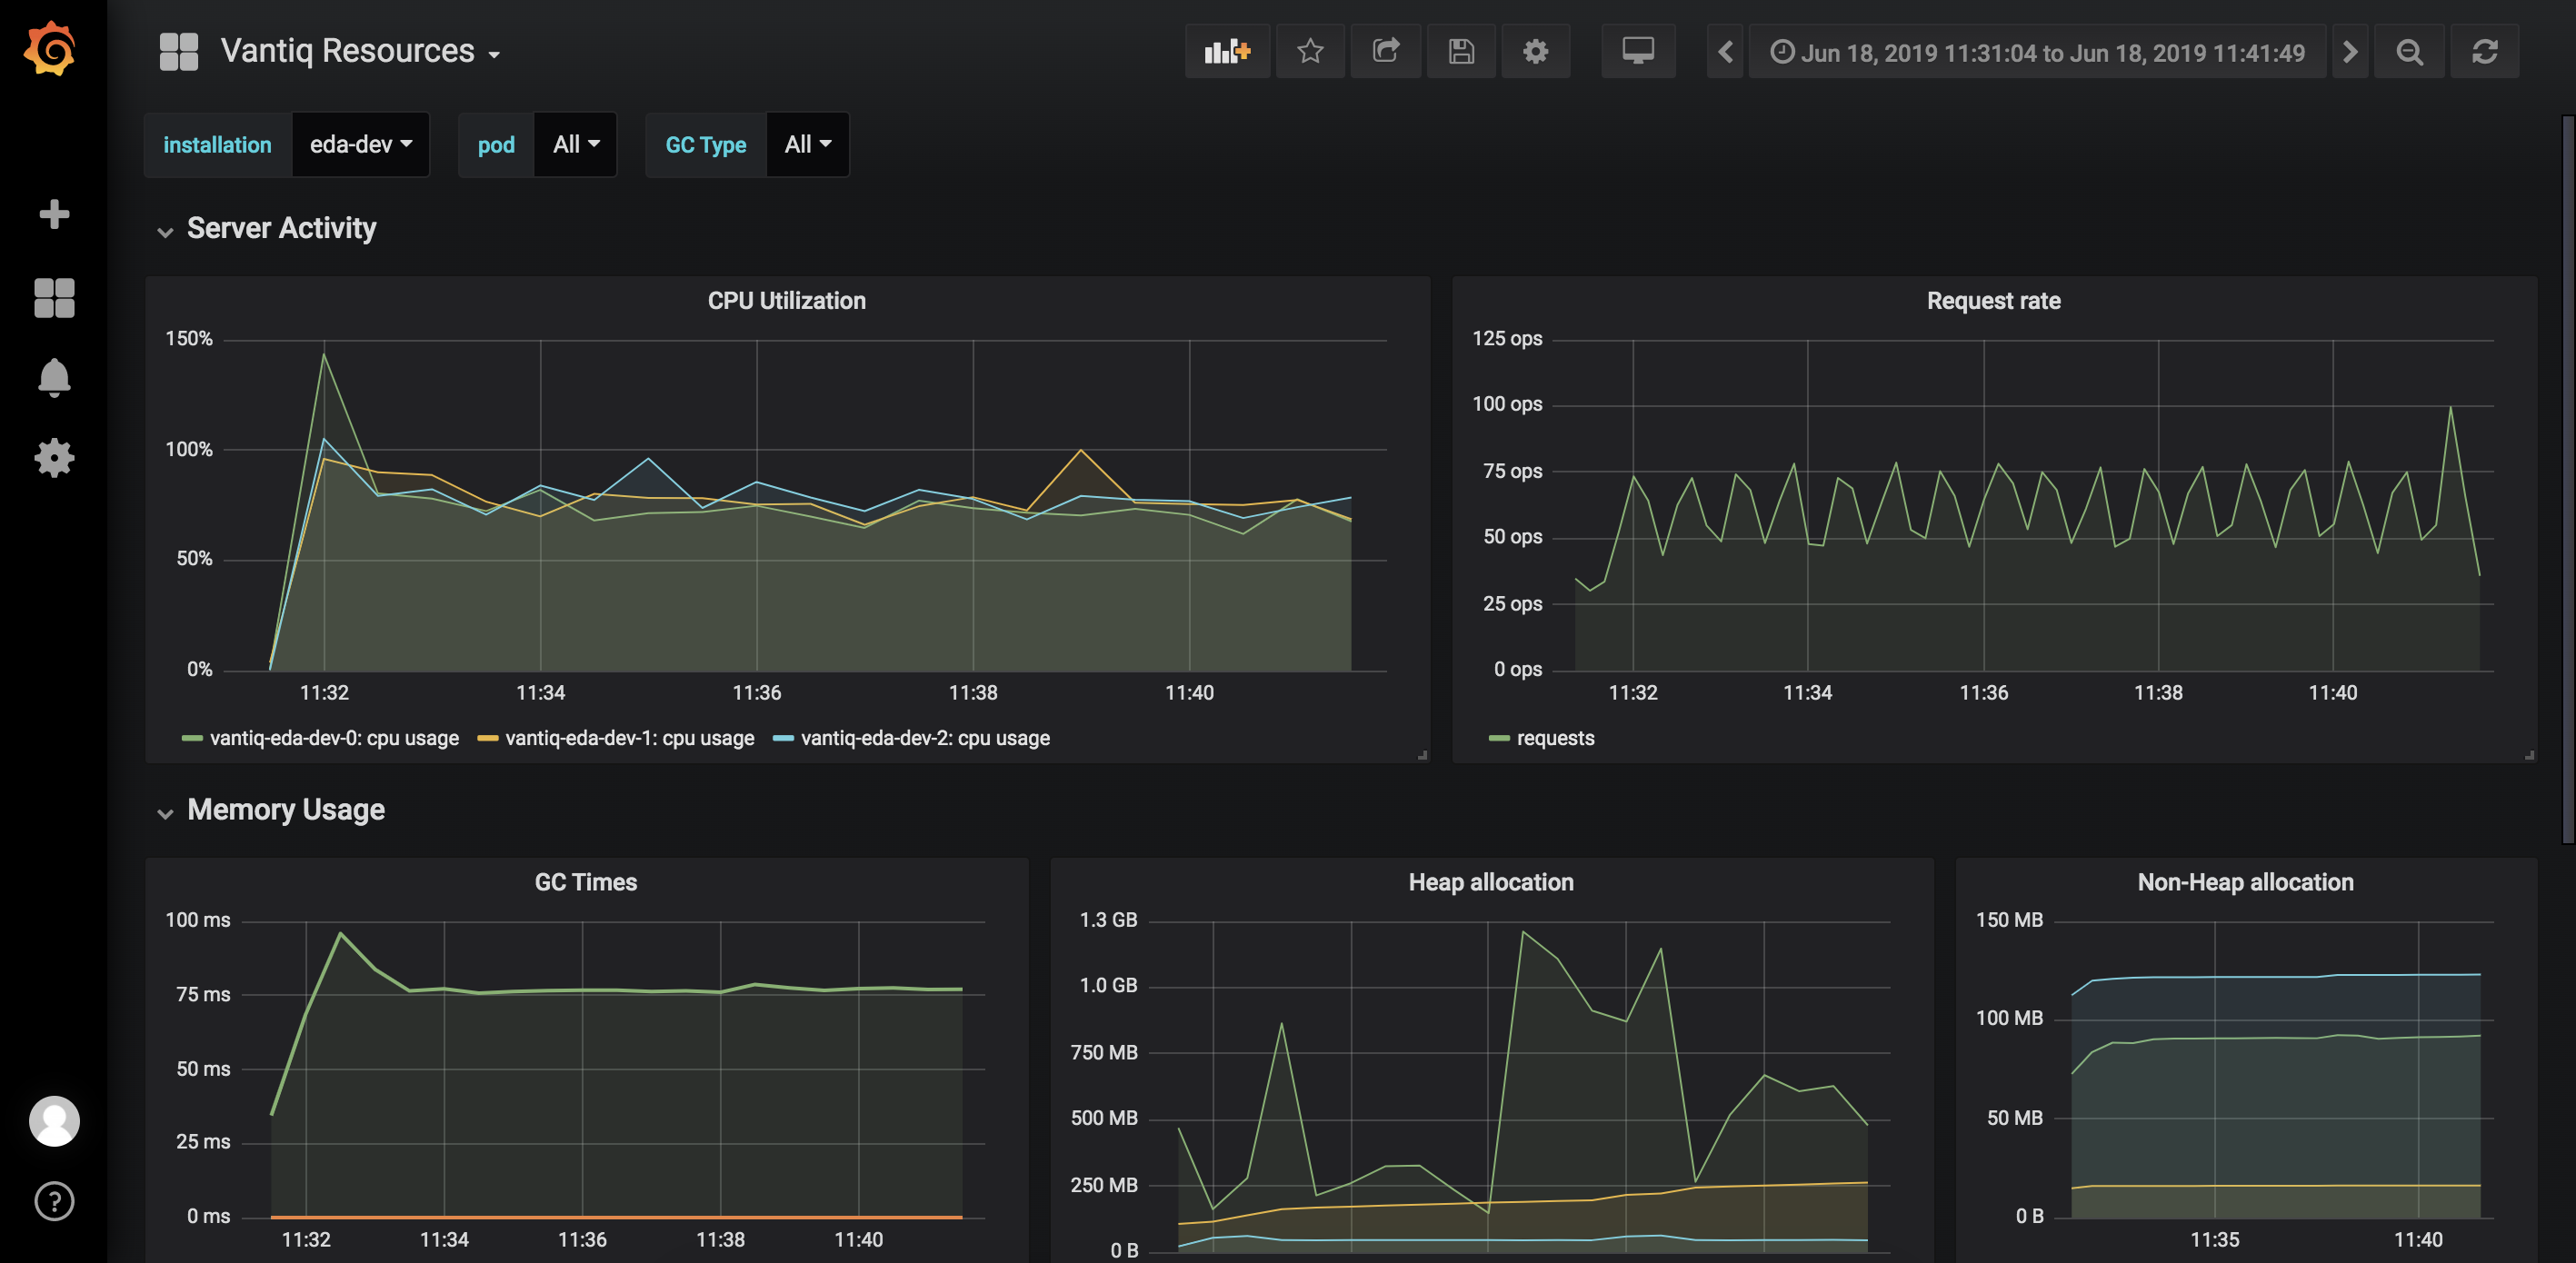 Vantiq Resources
Jun 18, 2019 11:31:04 to Jun 18, 2019 11:41:49
installation eda-dev pod All GC Type All
Server Activity
CPU Utilization
150%
100%
50%
0%
11:32 11:34 11:36 11:38 11:40
vantiq-eda-dev-0: cpu usage vantiq-eda-dev-1: cpu usage vantiq-eda-dev-2: cpu usage
Request rate
125 ops
100 ops
75 ops
50 ops
25 ops
0 ops
11:32 11:34 11:36 11:38 11:40
requests
Memory Usage
GC Times
100 ms
75 ms
50 ms
25 ms
0 ms
11:32 11:34 11:36 11:38 11:40
Heap allocation
1.3 GB
1.0 GB
750 MB
500 MB
250 MB
0 B
Non-Heap allocation
150 MB
100 MB
50 MB
0 B
11:35 11:40
?